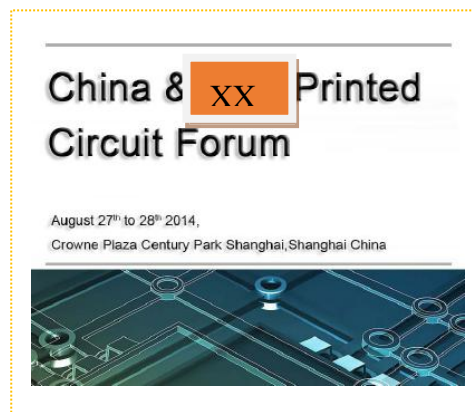 China & XX Printed
Circuit Forum
August 27th to 28th 2014,
Crowne Plaza Century Park Shanghai,Shanghai China